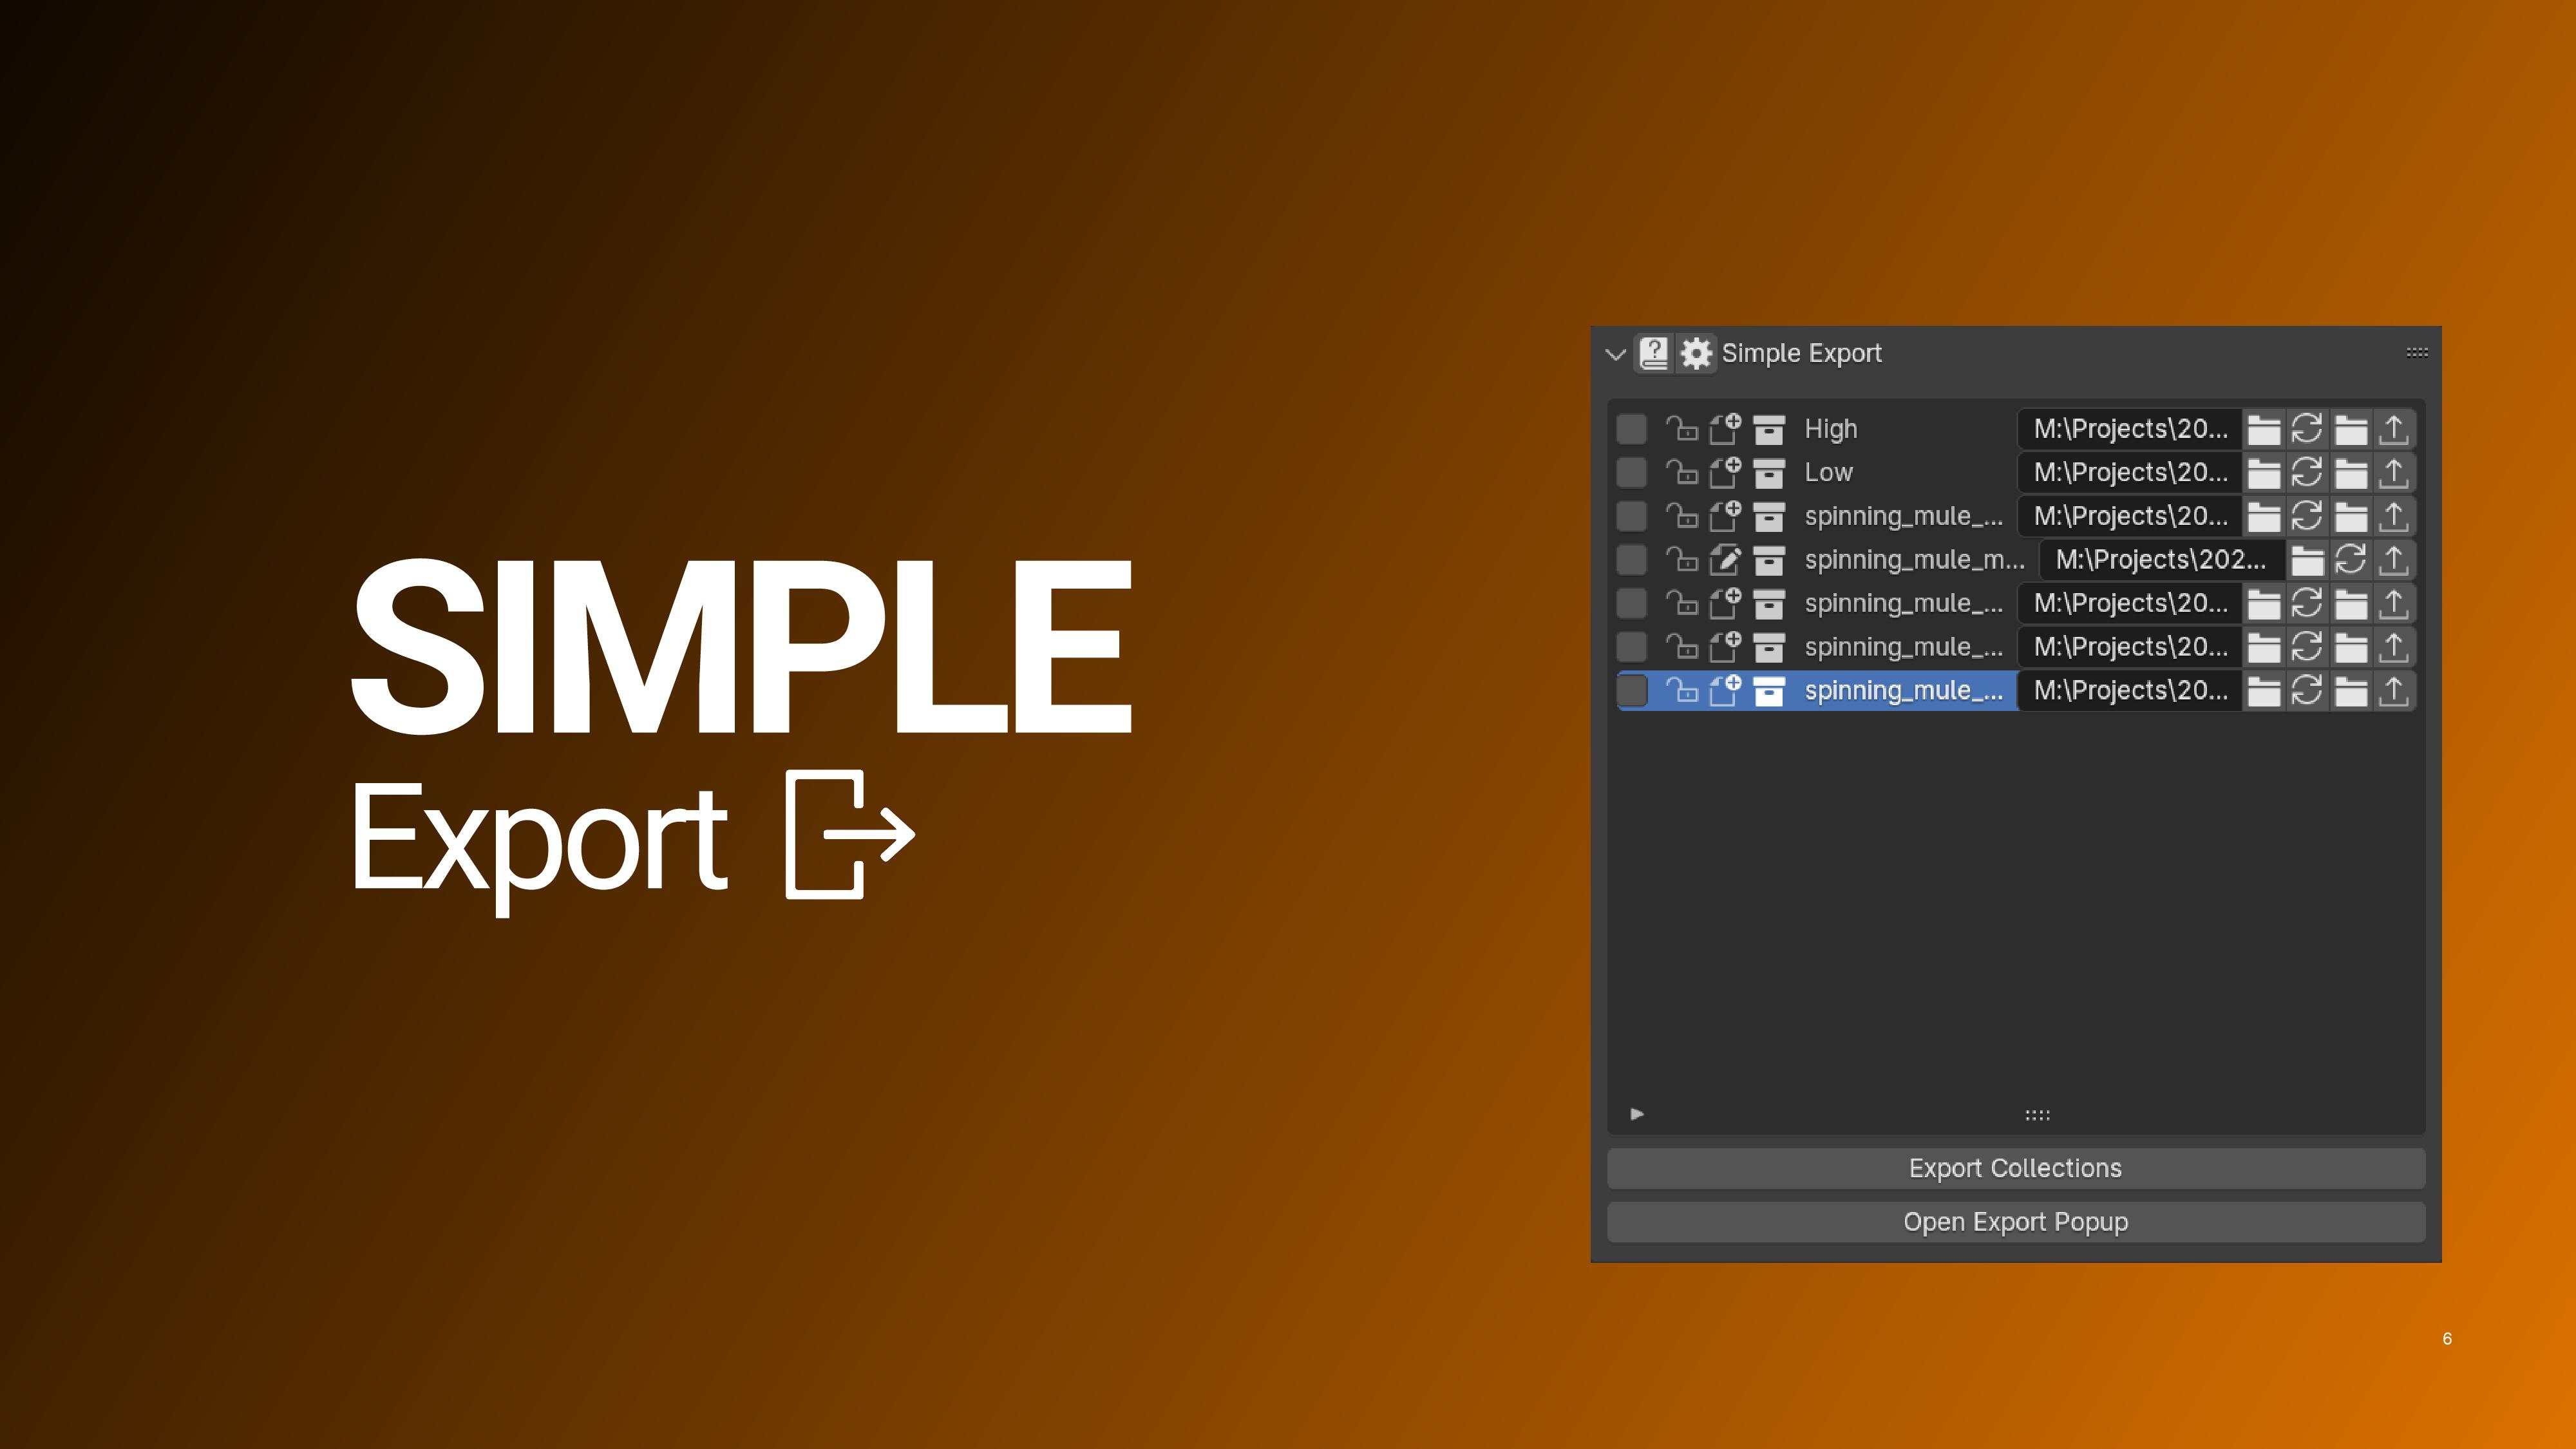 SIMPLE
Export
Simple Export
High M:\Projects\20...
Low M:\Projects\20...
spinning_mule_... M:\Projects\20...
spinning_mule_m... M:\Projects\202...
spinning_mule_... M:\Projects\20...
spinning_mule_... M:\Projects\20...
spinning_mule_... M:\Projects\20...
Export Collections
Open Export Popup
6